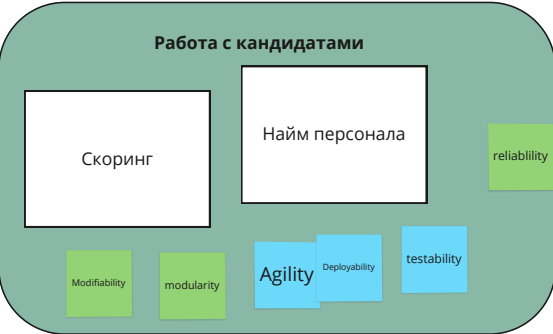 Работа с кандидатами
Скоринг
Найм персонала
reliablility
Modifiability
modularity
Agility
Deployability
testability